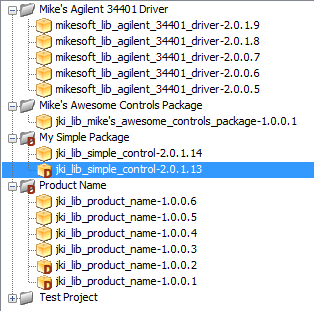 Mike's Agilent 34401 Driver
mikesoft_lib_agilent_34401_driver-2.0.1.9
mikesoft_lib_agilent_34401_driver-2.0.1.8
mikesoft_lib_agilent_34401_driver-2.0.0.7
mikesoft_lib_agilent_34401_driver-2.0.0.6
mikesoft_lib_agilent_34401_driver-2.0.0.5
Mike's Awesome Controls Package
jki_lib_mike's_awesome_controls_package-1.0.0.1
My Simple Package
jki_lib_simple_control-2.0.1.14
D jki_lib_simple_control-2.0.1.13
Product Name
jki_lib_product_name-1.0.0.6
jki_lib_product_name-1.0.0.5
jki_lib_product_name-1.0.0.4
jki_lib_product_name-1.0.0.3
D jki_lib_product_name-1.0.0.2
D jki_lib_product_name-1.0.0.1
Test Project